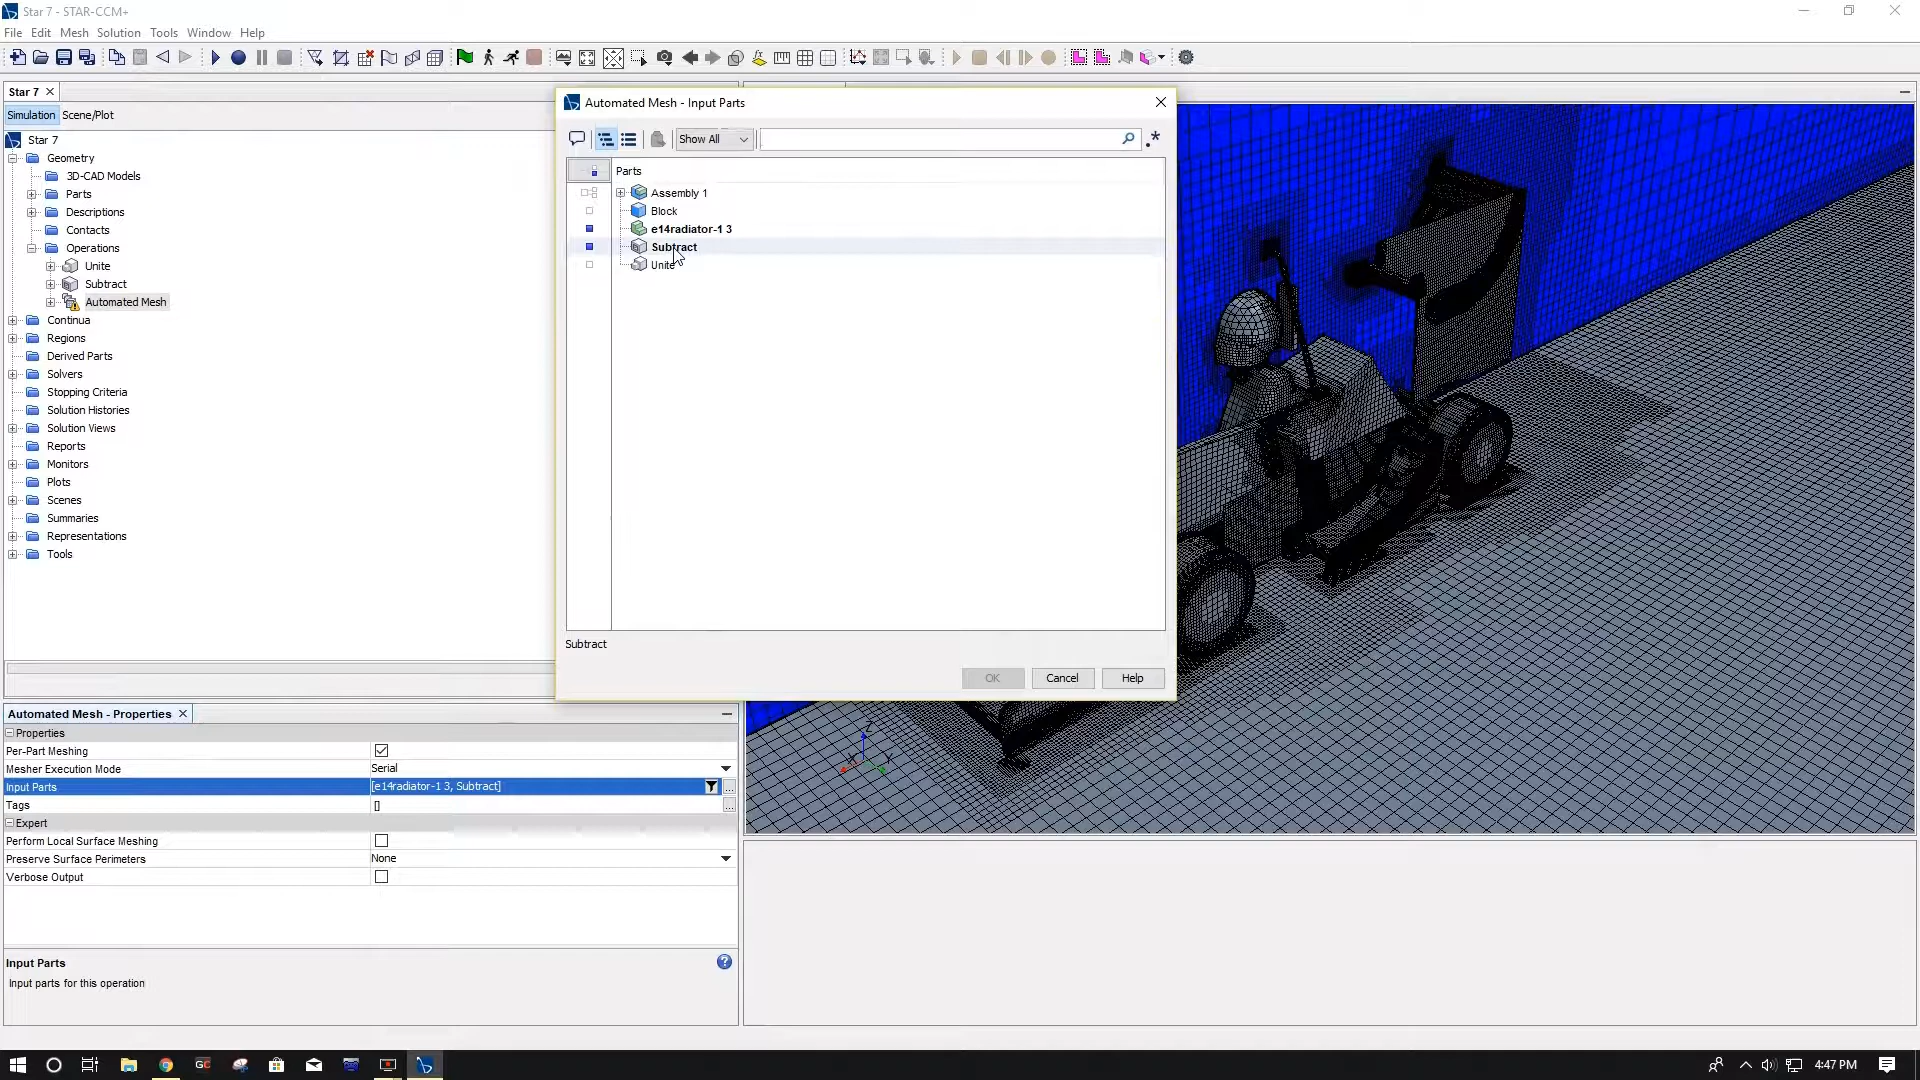 Star 7 - STAR-CCM+
File Edit Mesh Solution Tools Window Help
Star 7
Simulation Scene/Plot
Star 7
Geometry
3D-CAD Models
Parts
Descriptions
Contacts
Operations
Unite
Subtract
Automated Mesh
Continua
Regions
Derived Parts
Solvers
Stopping Criteria
Solution Histories
Solution Views
Reports
Monitors
Plots
Scenes
Summaries
Representations
Tools
Automated Mesh - Input Parts
Show All
Parts
Assembly 1
Block
e14radiator-1 3
Subtract
Unite
Subtract
OK Cancel Help
Automated Mesh - Properties
Properties
Per-Part Meshing
Mesher Execution Mode Serial
Input Parts [e14radiator-1 3, Subtract]
Tags []
Expert
Perform Local Surface Meshing
Preserve Surface Perimeters None
Verbose Output
Input Parts
Input parts for this operation
Z
X Y
GC
4:47 PM